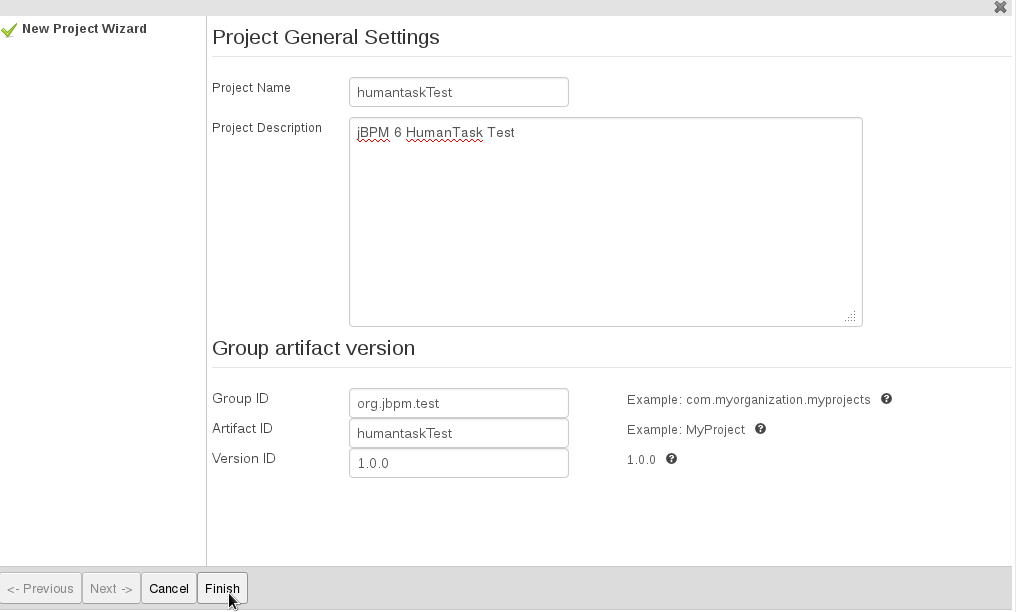 New Project Wizard
Project General Settings
Project Name
humantaskTest
Project Description
jBPM 6 HumanTask Test
Group artifact version
Group ID
org.jbpm.test
Example: com.myorganization.myprojects
Artifact ID
humantaskTest
Example: MyProject
Version ID
1.0.0
1.0.0
<- Previous
Next ->
Cancel
Finish